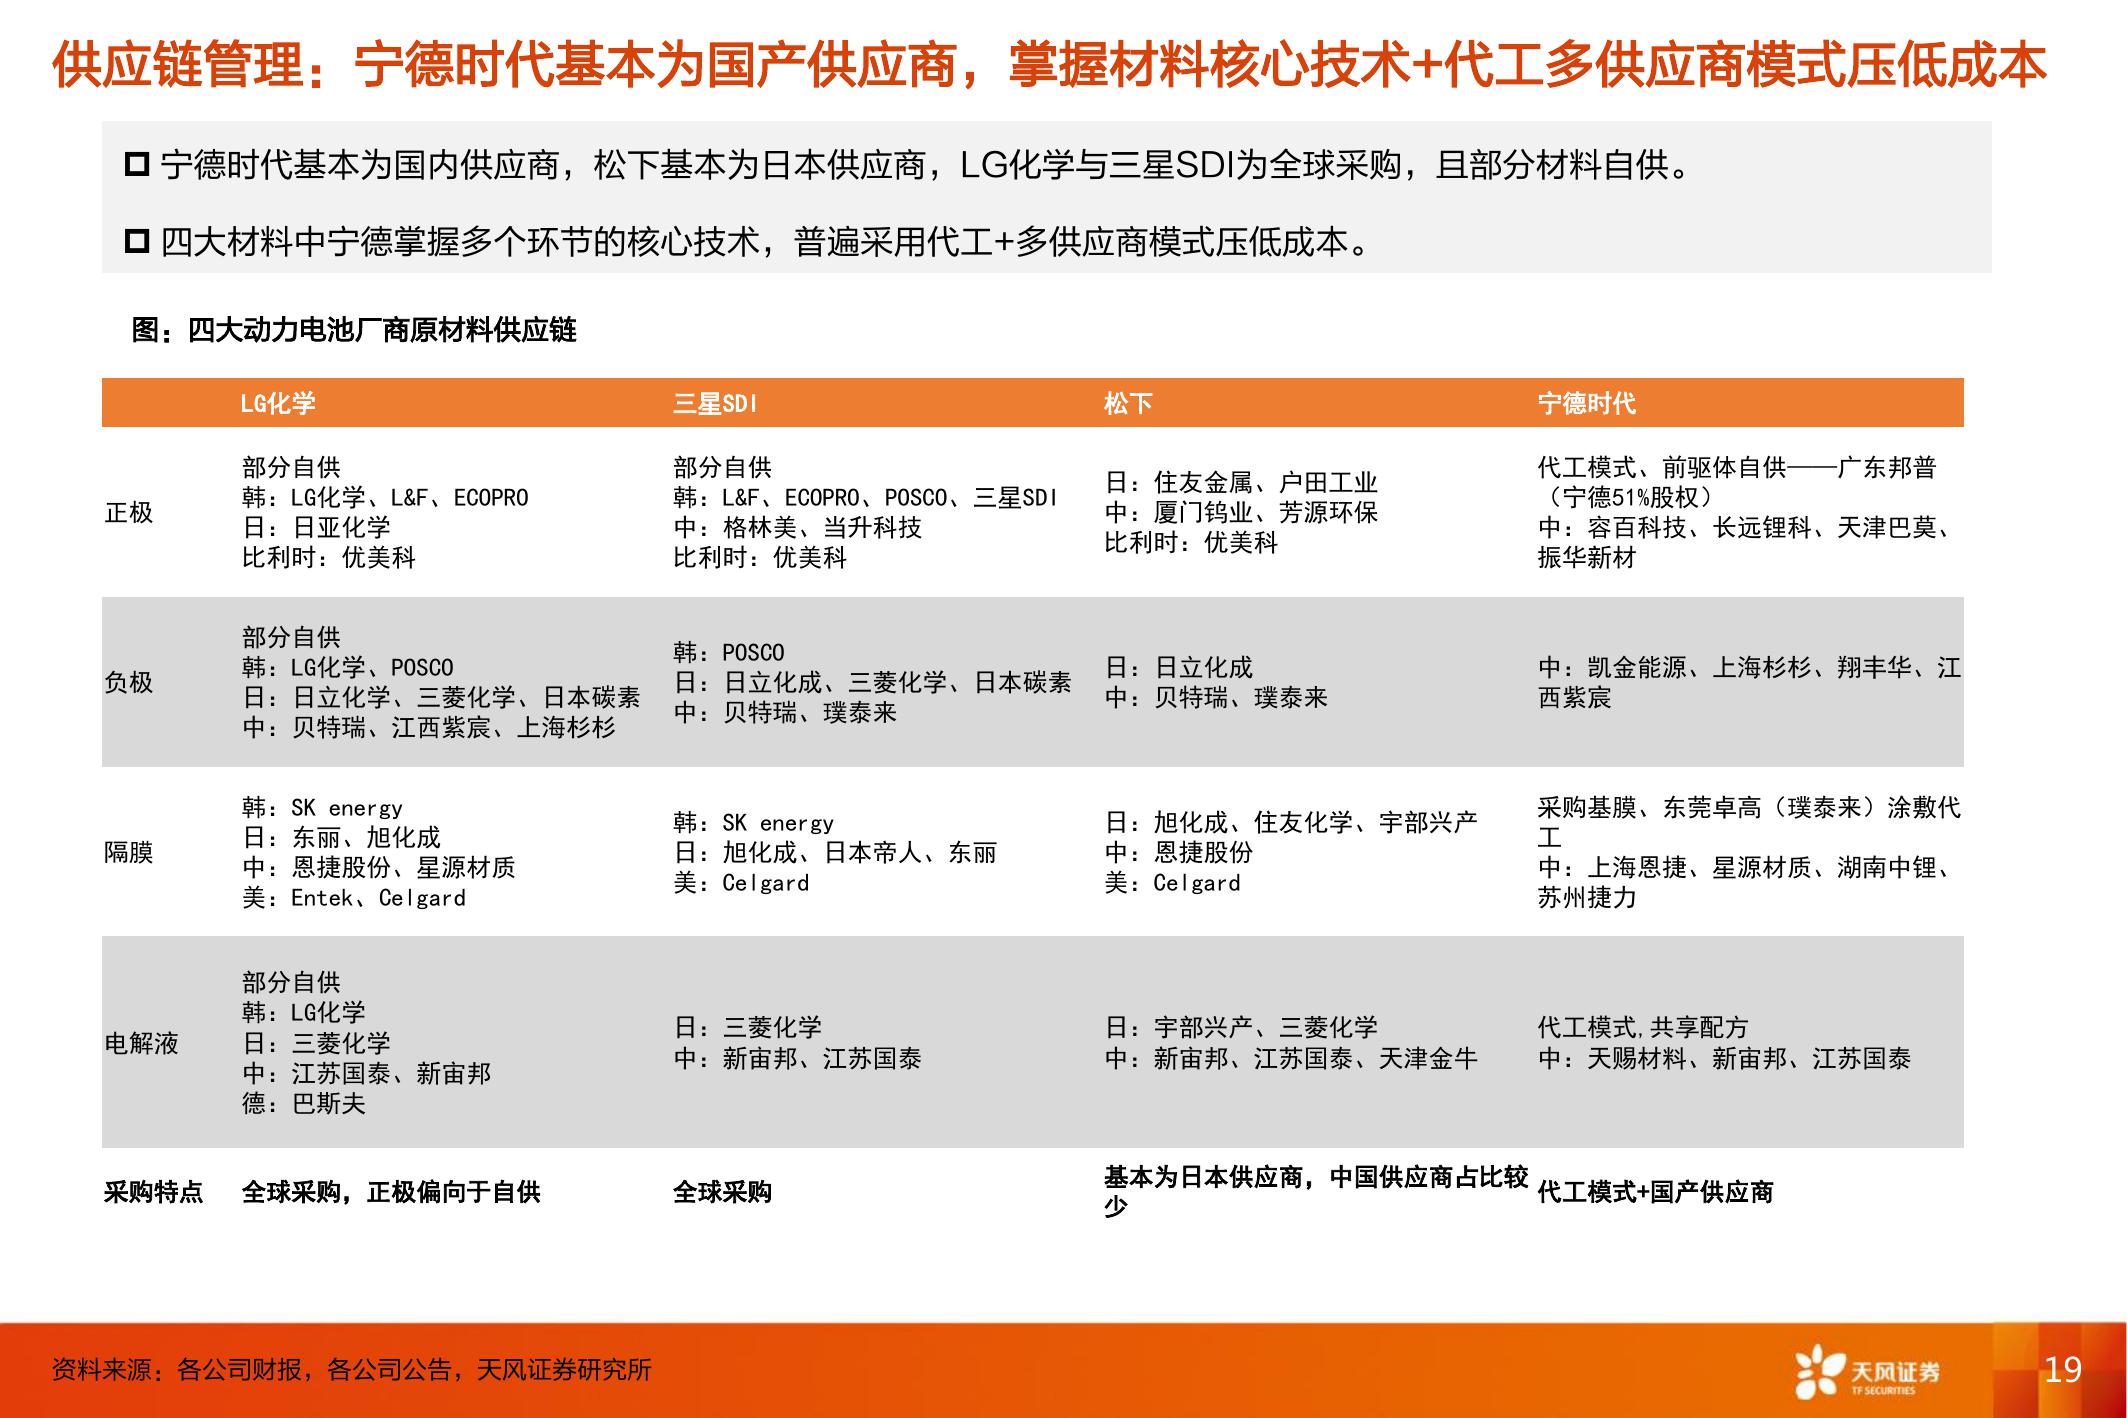 供应链管理：宁德时代基本为国产供应商，掌握材料核心技术+代工多供应商模式压低成本
宁德时代基本为国内供应商，松下基本为日本供应商，LG化学与三星SDI为全球采购，且部分材料自供。
四大材料中宁德掌握多个环节的核心技术，普遍采用代工+多供应商模式压低成本。
图：四大动力电池厂商原材料供应链
LG化学
三星SDI
松下
宁德时代
正极
部分自供
韩：LG化学、L&F、ECOPRO
日：日亚化学
比利时：优美科
部分自供
韩：L&F、ECOPRO、POSCO、三星SDI
中：格林美、当升科技
比利时：优美科
日：住友金属、户田工业
中：厦门钨业、芳源环保
比利时：优美科
代工模式、前驱体自供——广东邦普
（宁德51%股权）
中：容百科技、长远锂科、天津巴莫、
振华新材
负极
部分自供
韩：LG化学、POSCO
日：日立化学、三菱化学、日本碳素
中：贝特瑞、江西紫宸、上海杉杉
韩：POSCO
日：日立化成、三菱化学、日本碳素
中：贝特瑞、璞泰来
日：日立化成
中：贝特瑞、璞泰来
中：凯金能源、上海杉杉、翔丰华、江
西紫宸
隔膜
韩：SK energy
日：东丽、旭化成
中：恩捷股份、星源材质
美：Entek、Celgard
韩：SK energy
日：旭化成、日本帝人、东丽
美：Celgard
日：旭化成、住友化学、宇部兴产
中：恩捷股份
美：Celgard
采购基膜、东莞卓高（璞泰来）涂敷代
工
中：上海恩捷、星源材质、湖南中锂、
苏州捷力
电解液
部分自供
韩：LG化学
日：三菱化学
中：江苏国泰、新宙邦
德：巴斯夫
日：三菱化学
中：新宙邦、江苏国泰
日：宇部兴产、三菱化学
中：新宙邦、江苏国泰、天津金牛
代工模式,共享配方
中：天赐材料、新宙邦、江苏国泰
采购特点
全球采购，正极偏向于自供
全球采购
基本为日本供应商，中国供应商占比较
少
代工模式+国产供应商
资料来源：各公司财报，各公司公告，天风证券研究所
天风证券
TF SECURITIES
19